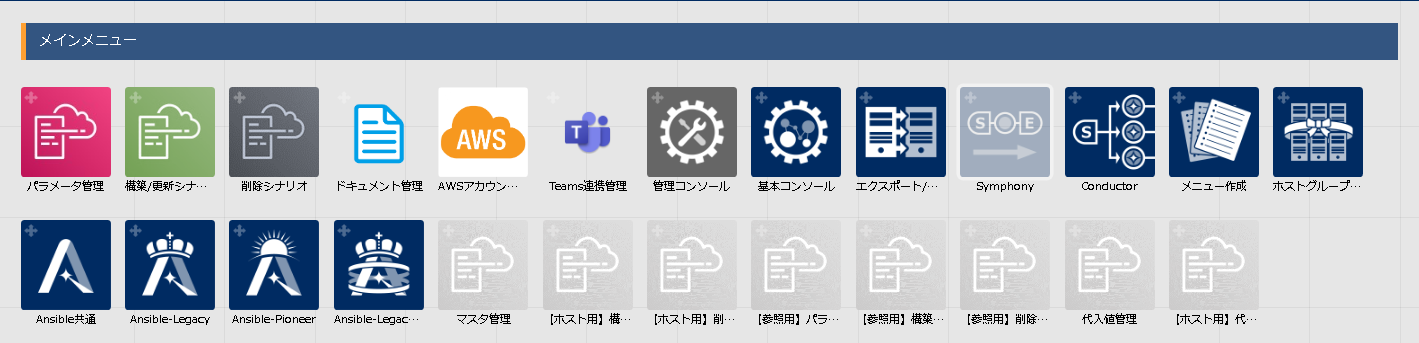 メインメニュー
AWS
T
S O E
S
パラメータ管理
構築/更新シナ…
削除シナリオ
ドキュメント管理
AWSアカウン…
Teams連携管理
管理コンソール
基本コンソール
エクスポート/…
Symphony
Conductor
メニュー作成
ホストグループ…
Ansible共通
Ansible-Legacy
Ansible-Pioneer
Ansible-Legac…
マスタ管理
【ホスト用】構…
【ホスト用】削…
【参照用】パラ…
【参照用】構築…
【参照用】削除…
代入値管理
【ホスト用】代…